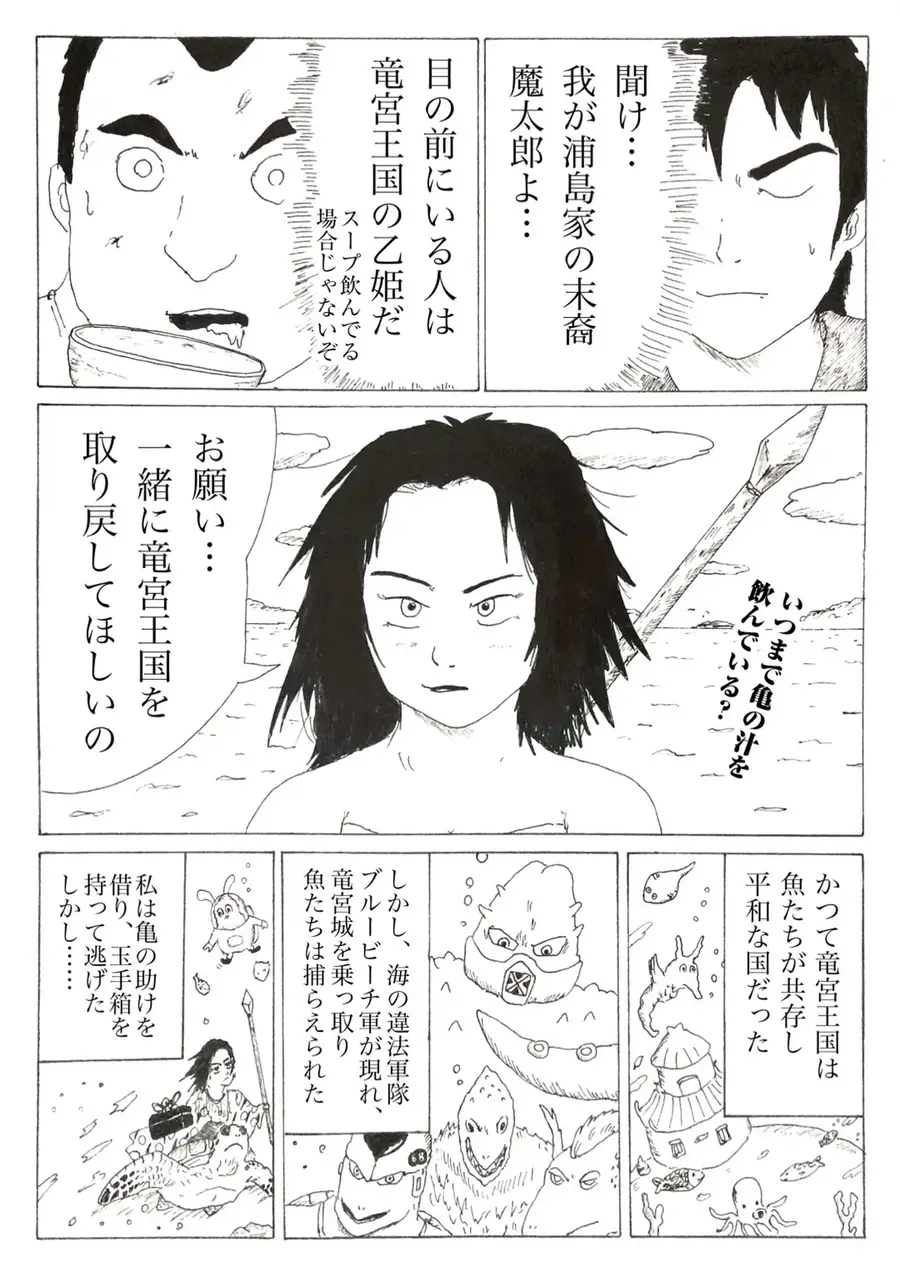 聞け…
我が浦島家の末裔
魔太郎よ…
目の前にいる人は
竜宮王国の乙姫だ
スープ飲んでる
場合じゃないぞ
いつまで亀の汁を
飲んでいる?
お願い…
一緒に竜宮王国を
取り戻してほしいの
かつて竜宮王国は
魚たちが共存し
平和な国だった
しかし、海の違法軍隊
ブルービーチ軍が現れ、
竜宮城を乗っ取り
魚たちは捕らえられた
私は亀の助けを
借り、玉手箱を
持って逃げた
しかし……